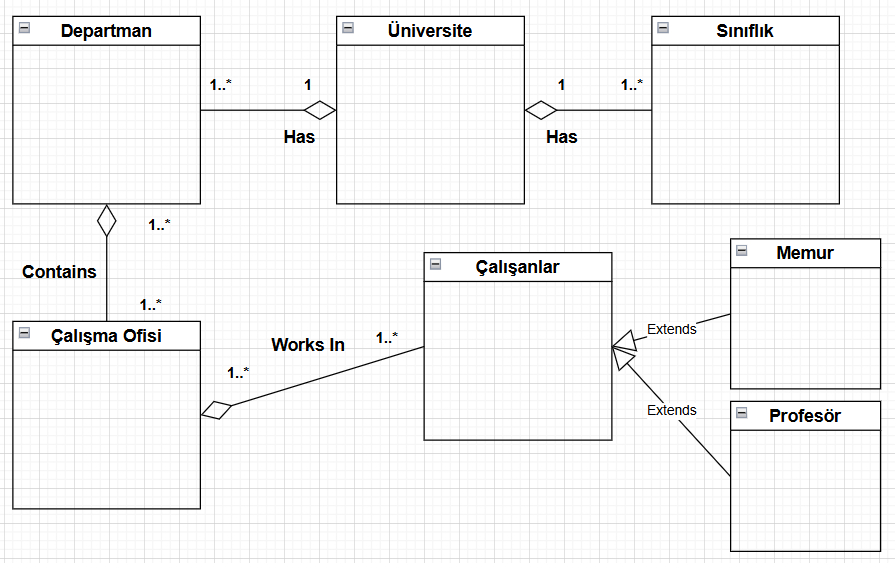 Departman
Üniversite
Sınıflık
1..*
1
1
1..*
Has
Has
1..*
Contains
1..*
Çalışma Ofisi
Works In
1..*
1..*
Çalışanlar
Memur
Extends
Extends
Profesör